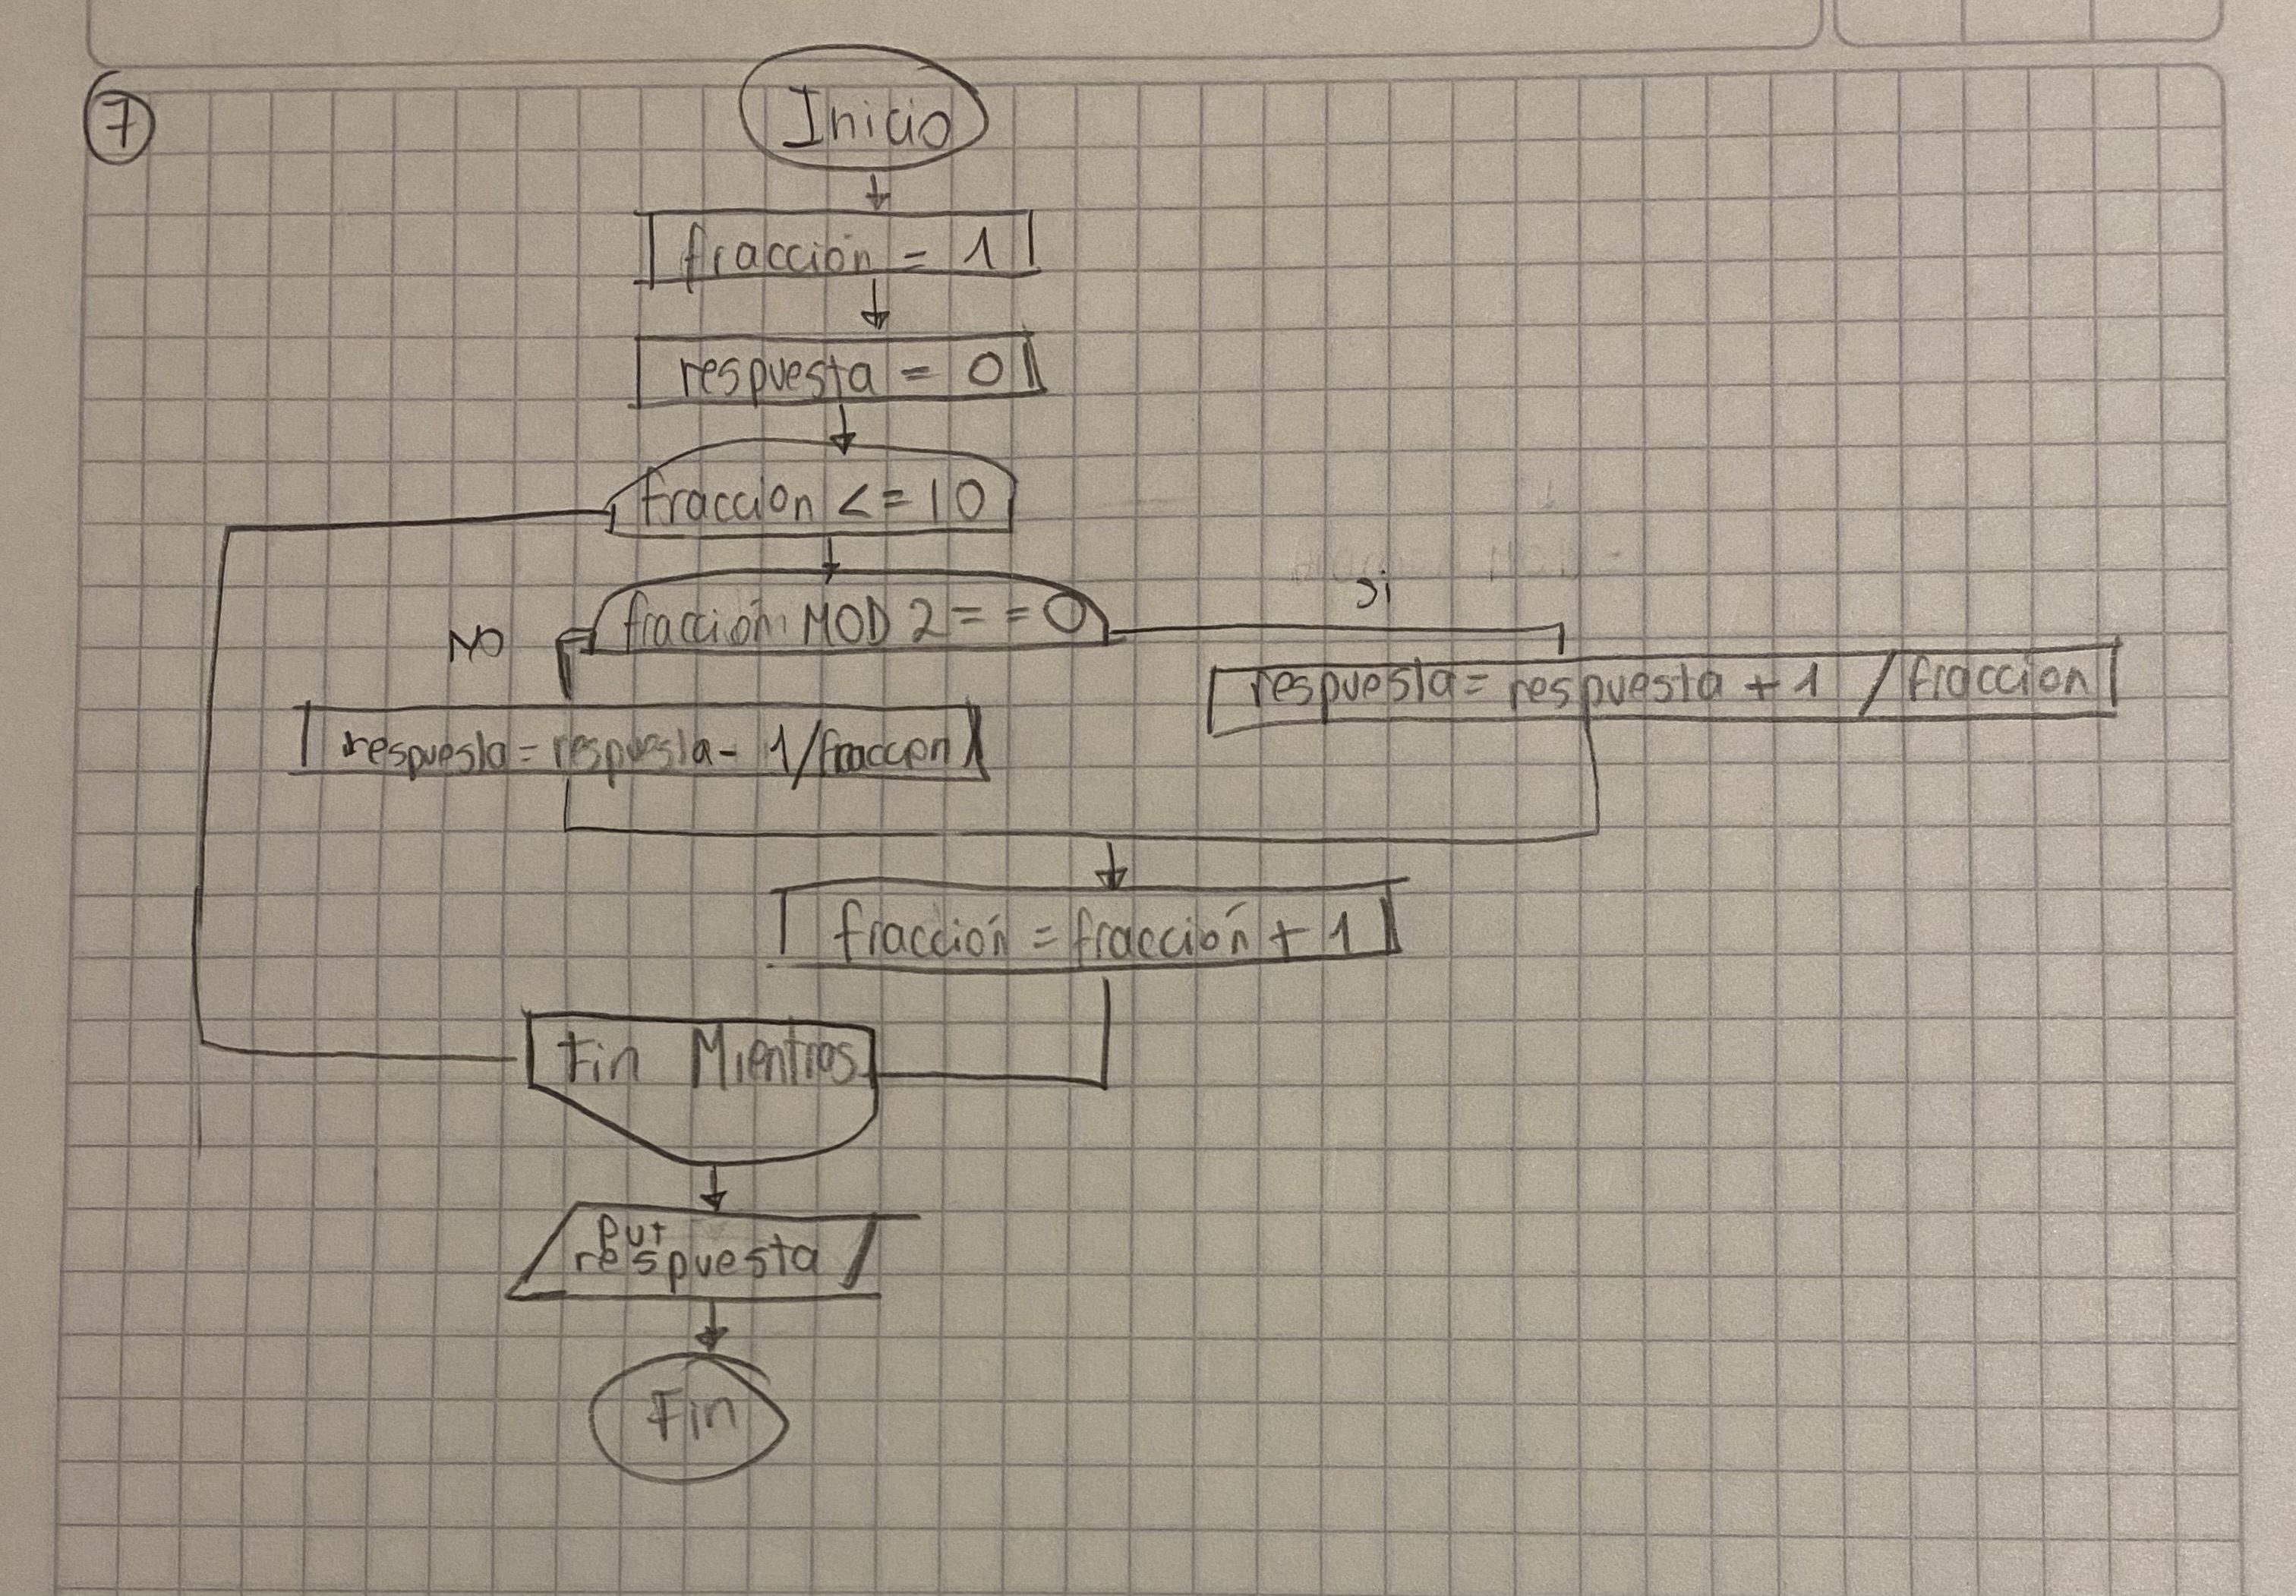 7
Inicio
fracción = 1
respuesta = 0
fraccion <= 10
fracción MOD 2 = = 0
Si
NO
respuesta = respuesta + 1 / fraccion
respuesta = respuesta - 1/fraccion
fracción = fracción + 1
Fin Mientras
put
respuesta
Fin